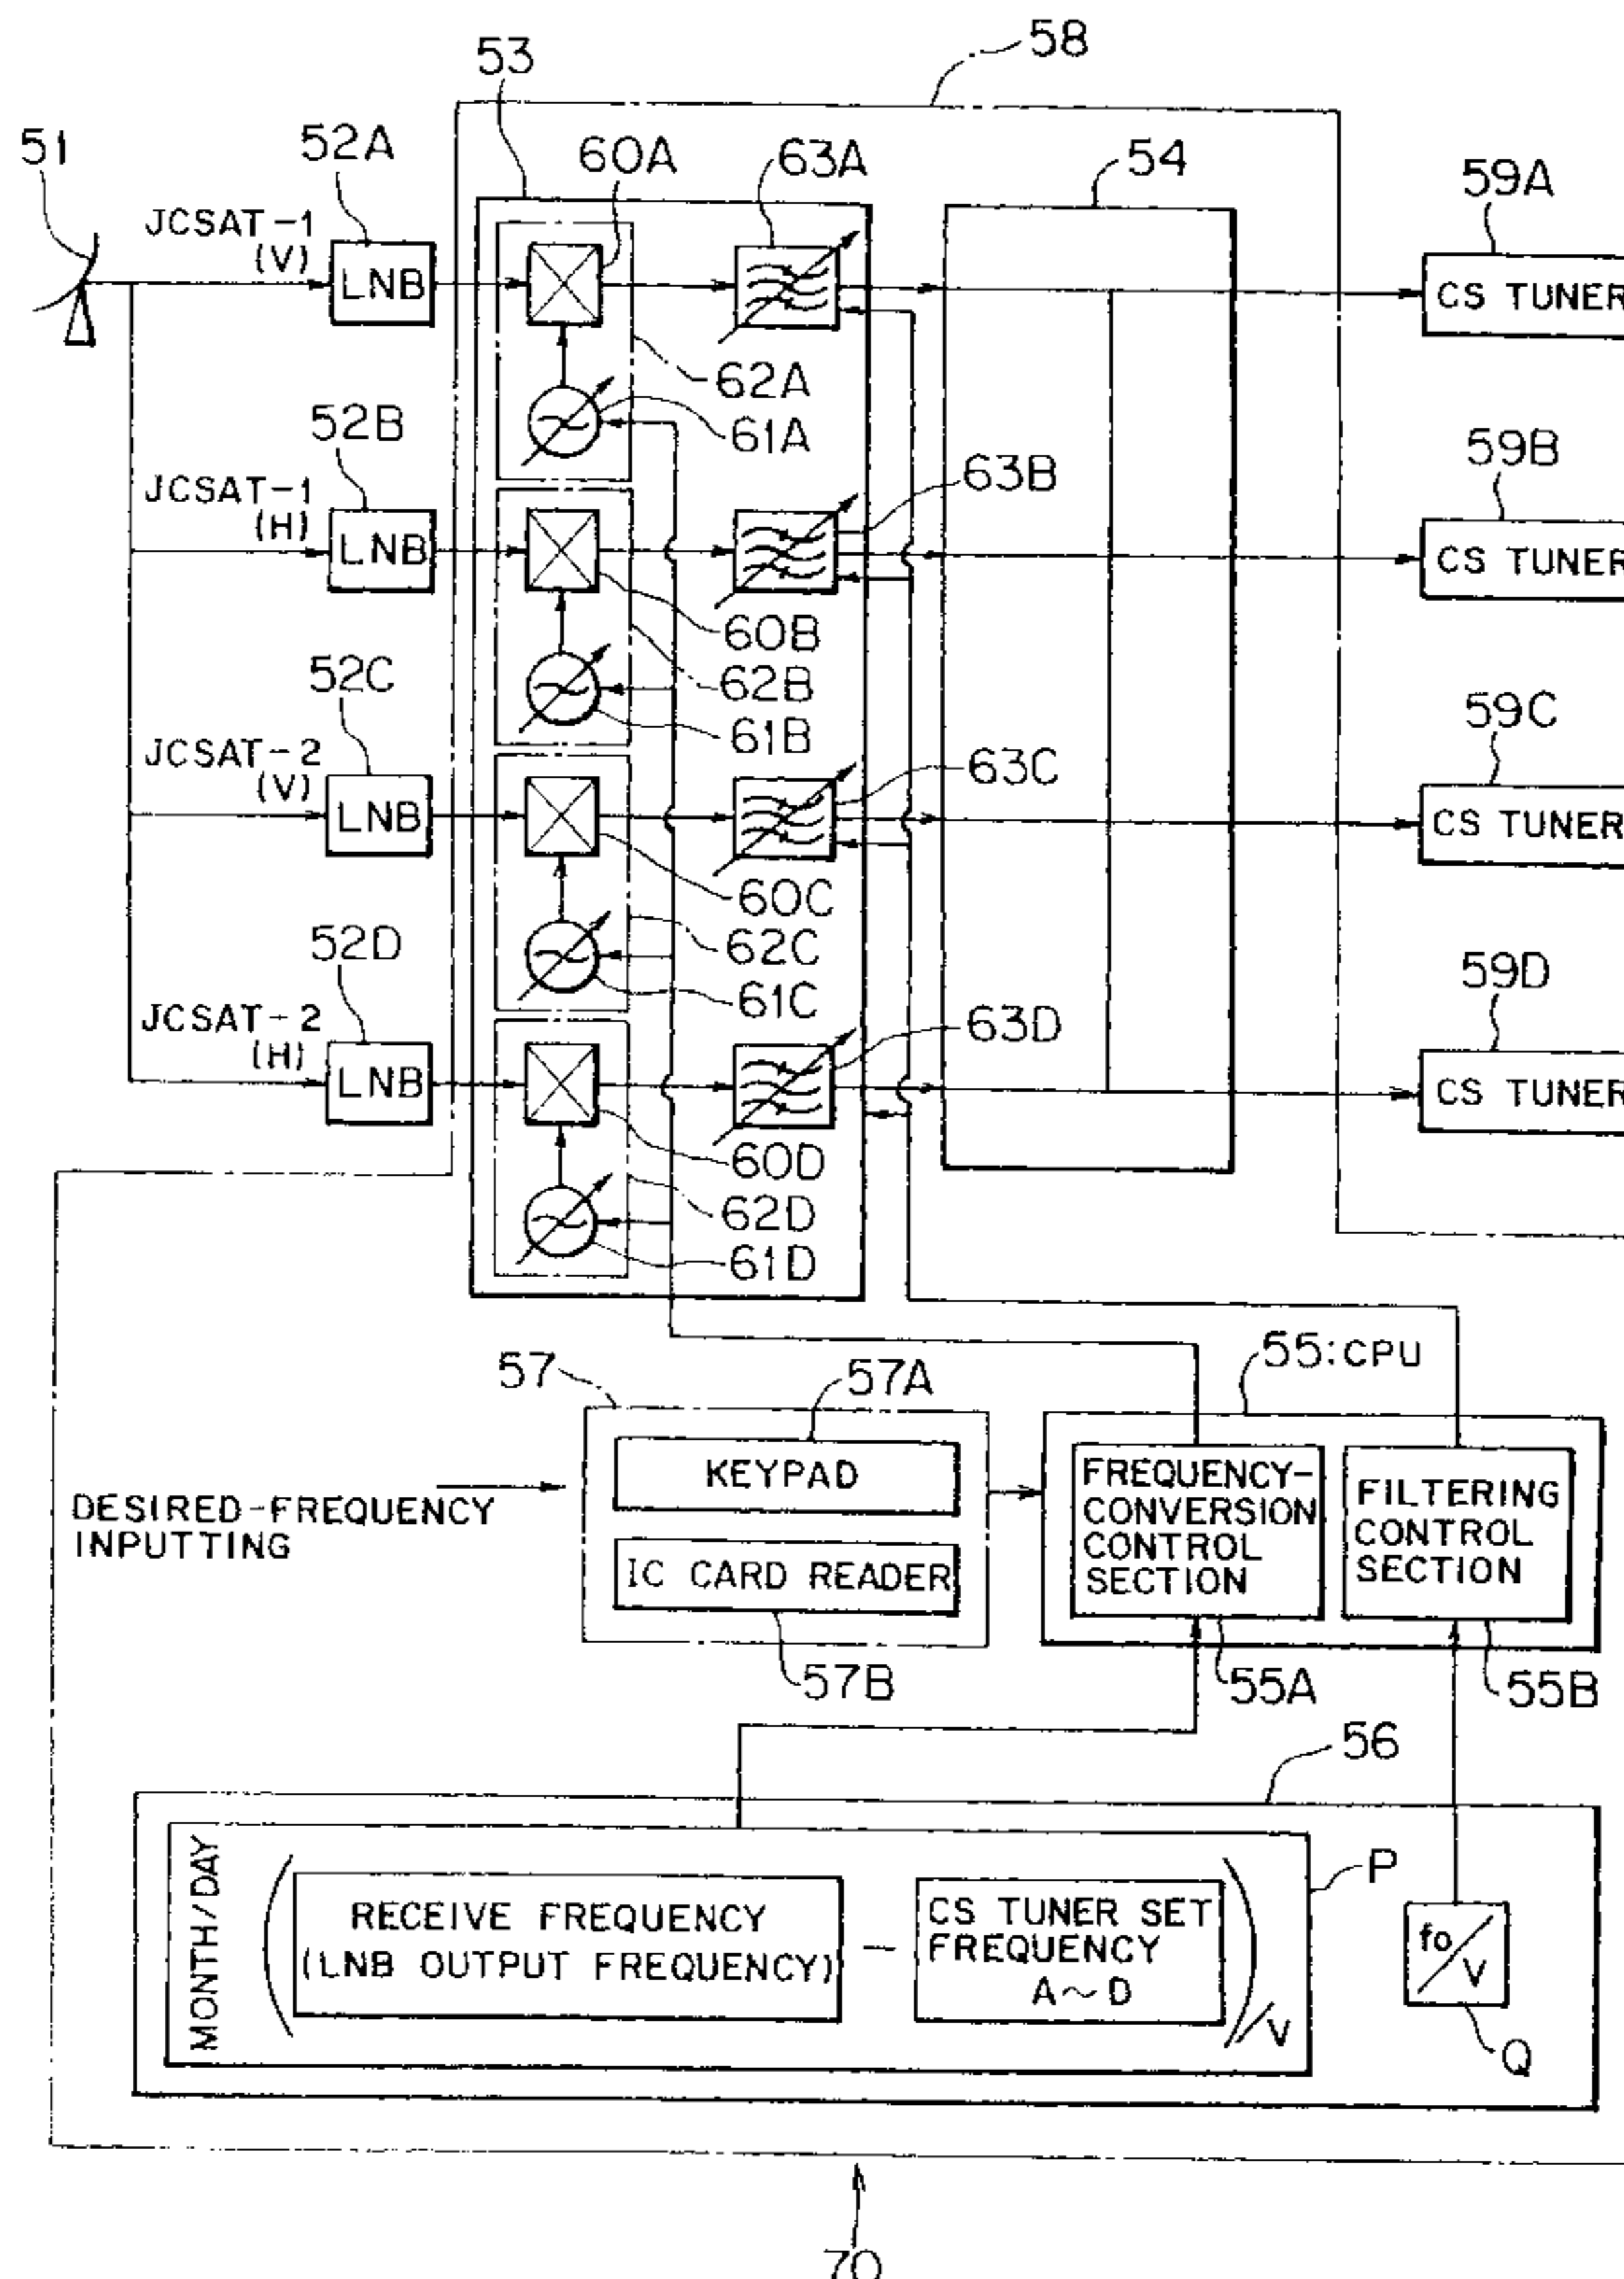 58
53
51
52A
60A
63A
54
59A
JCSAT-1
(V)
LNB
CS TUNER
62A
52B
61A
59B
63B
JCSAT-1
(H)
LNB
CS TUNER
60B
52C
62B
59C
61B
JCSAT-2
(V)
63C
LNB
CS TUNER
60C
52D
62C
59D
61C
JCSAT-2
(H)
63D
LNB
CS TUNER
60D
62D
61D
55:CPU
57
57A
KEYPAD
FREQUENCY-
CONVERSION
CONTROL
SECTION
FILTERING
CONTROL
SECTION
DESIRED-FREQUENCY
INPUTTING
IC CARD READER
57B
55A
55B
56
MONTH/DAY
RECEIVE FREQUENCY
(LNB OUTPUT FREQUENCY)
–
CS TUNER SET
FREQUENCY
A~D
/V
P
fo/V
Q
70